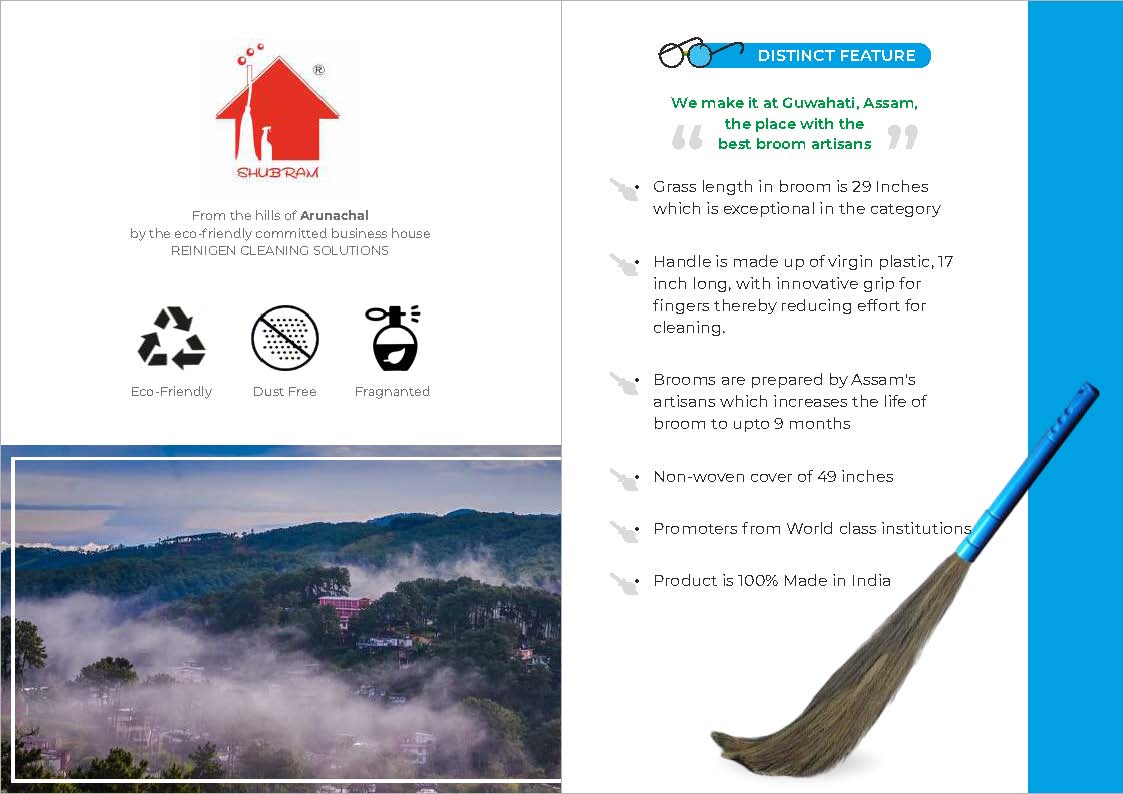 ®
SHUBRAM
From the hills of Arunachal
by the eco-friendly committed business house
REINIGEN CLEANING SOLUTIONS
Eco-Friendly
Dust Free
Fragnanted
DISTINCT FEATURE
We make it at Guwahati, Assam,
the place with the
“ best broom artisans ”
• Grass length in broom is 29 Inches
which is exceptional in the category
• Handle is made up of virgin plastic, 17
inch long, with innovative grip for
fingers thereby reducing effort for
cleaning.
• Brooms are prepared by Assam's
artisans which increases the life of
broom to upto 9 months
• Non-woven cover of 49 inches
• Promoters from World class institutions
• Product is 100% Made in India